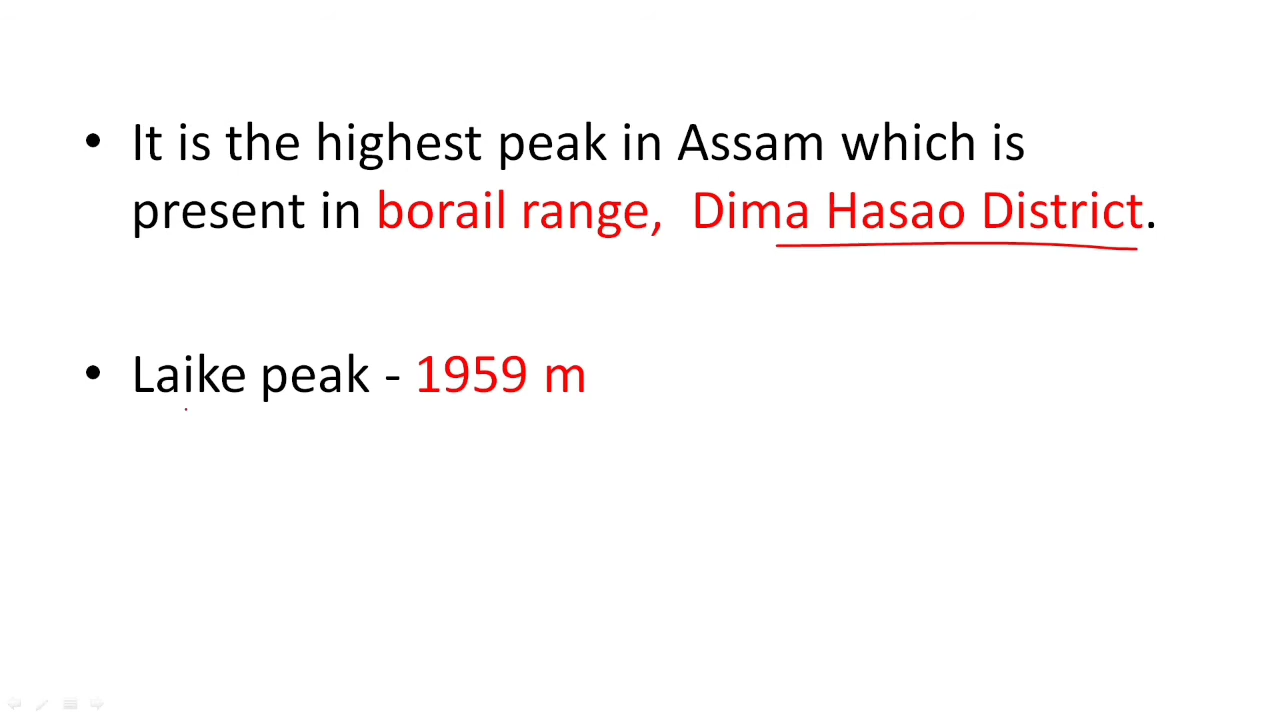 • It is the highest peak in Assam which is
present in borail range, Dima Hasao District.
• Laike peak - 1959 m